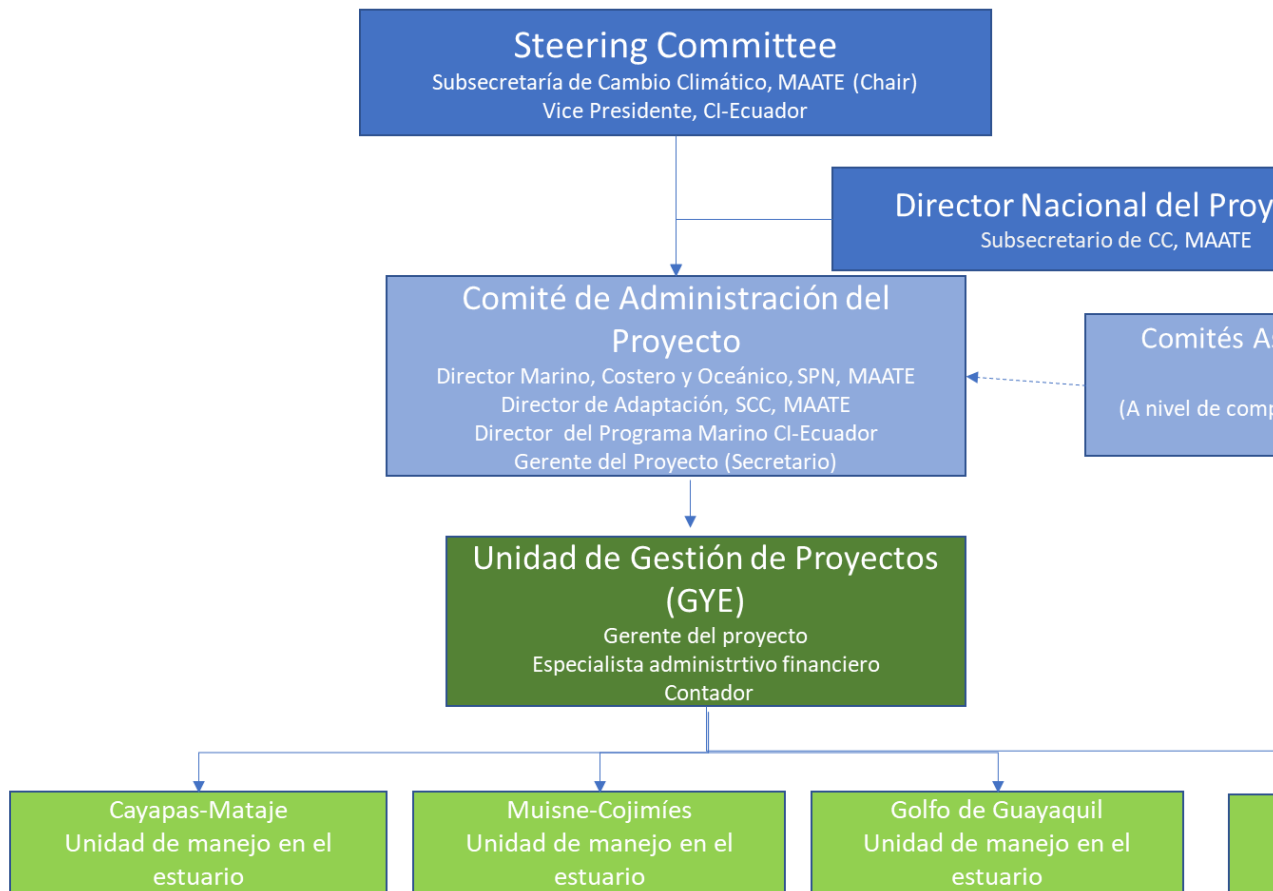 Steering Committee
Subsecretaría de Cambio Climático, MAATE (Chair)
Vice Presidente, CI-Ecuador
Director Nacional del Proy
Subsecretario de CC, MAATE
Comité de Administración del
Proyecto
Director Marino, Costero y Oceánico, SPN, MAATE
Director de Adaptación, SCC, MAATE
Director del Programa Marino CI-Ecuador
Gerente del Proyecto (Secretario)
Comités As
(A nivel de comp
Unidad de Gestión de Proyectos
(GYE)
Gerente del proyecto
Especialista administrtivo financiero
Contador
Cayapas-Mataje
Unidad de manejo en el
estuario
Muisne-Cojimíes
Unidad de manejo en el
estuario
Golfo de Guayaquil
Unidad de manejo en el
estuario